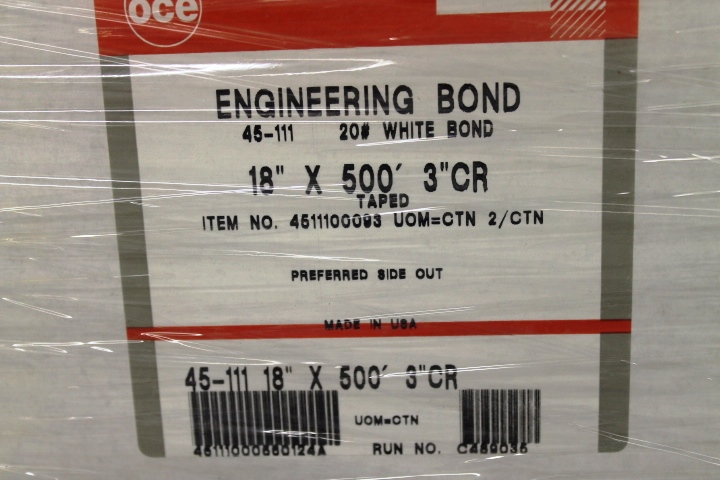 océ
ENGINEERING BOND
45-111 20# WHITE BOND
18" X 500' 3"CR
TAPED
ITEM NO. 4511100093 UOM=CTN 2/CTN
PREFERRED SIDE OUT
MADE IN USA
45-111 18" X 500' 3"CR
UOM=CTN
RUN NO.